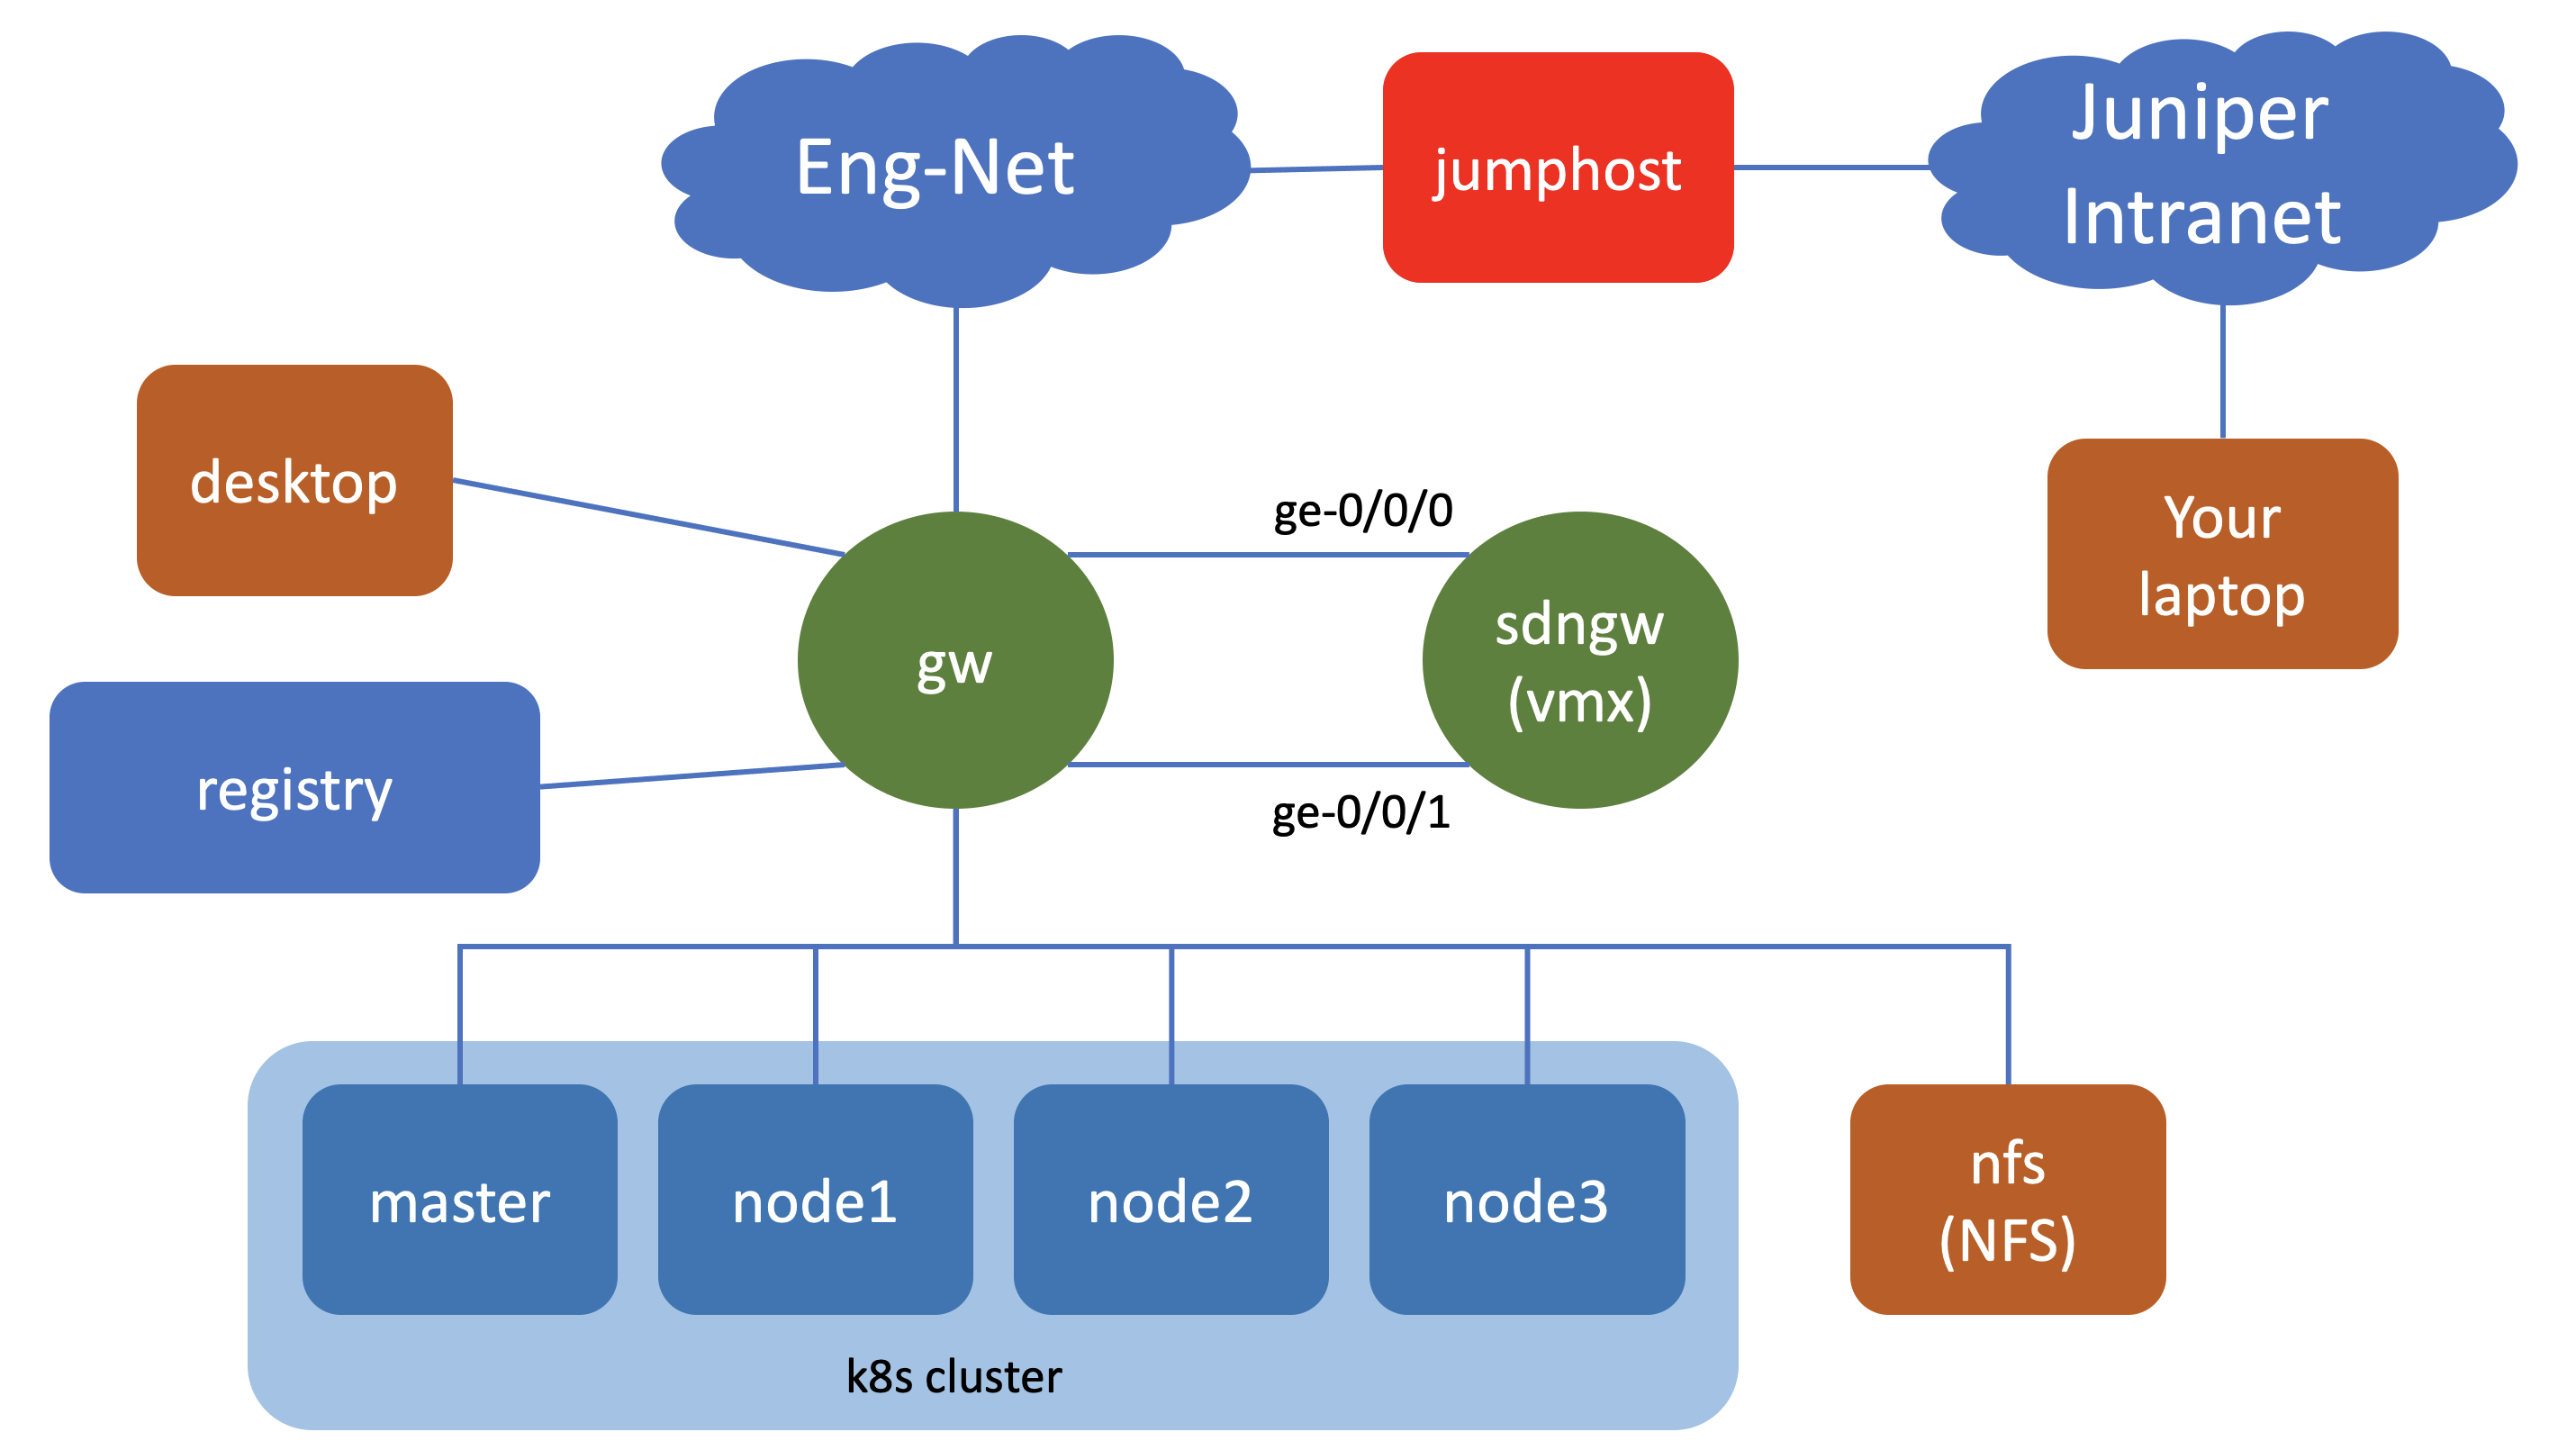 Eng-Net
jumphost
Juniper
Intranet
desktop
ge-0/0/0
Your
laptop
gw
sdngw
(vmx)
registry
ge-0/0/1
master
node1
node2
node3
nfs
(NFS)
k8s cluster